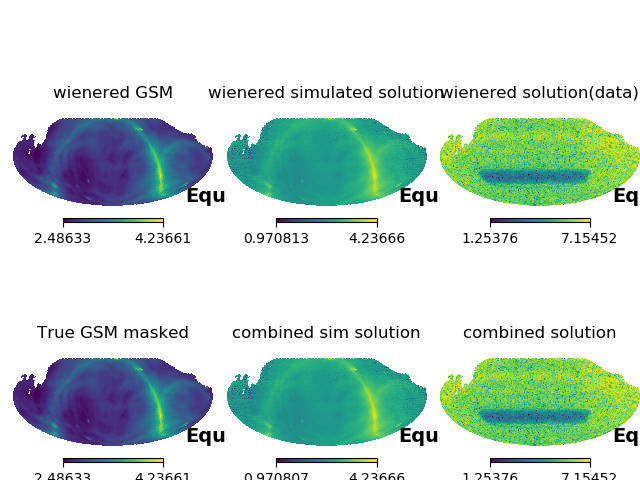 wienered GSM
wienered simulated solution
wienered solution(data)
Equ
Equ
Eq
2.48633 4.23661
0.970813 4.23666
1.25376 7.15452
True GSM masked
combined sim solution
combined solution
Equ
Equ
Eq
2.48633 4.23661
0.970807 4.23666
1.25376 7.15452